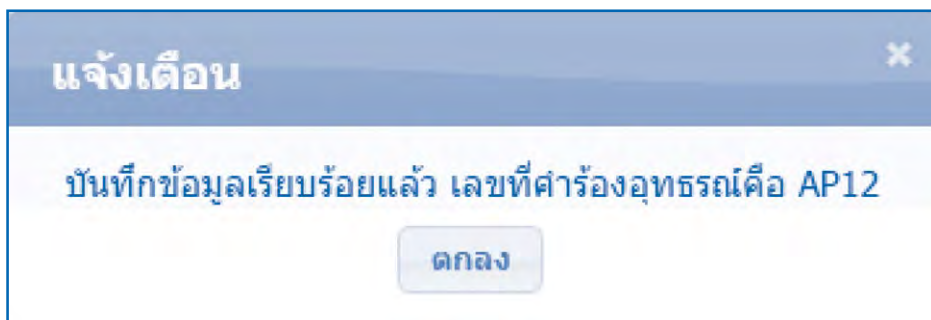 แจ้งเตือน
บันทึกข้อมูลเรียบร้อยแล้ว เลขที่คำร้องอุทธรณ์คือ AP12
ตกลง